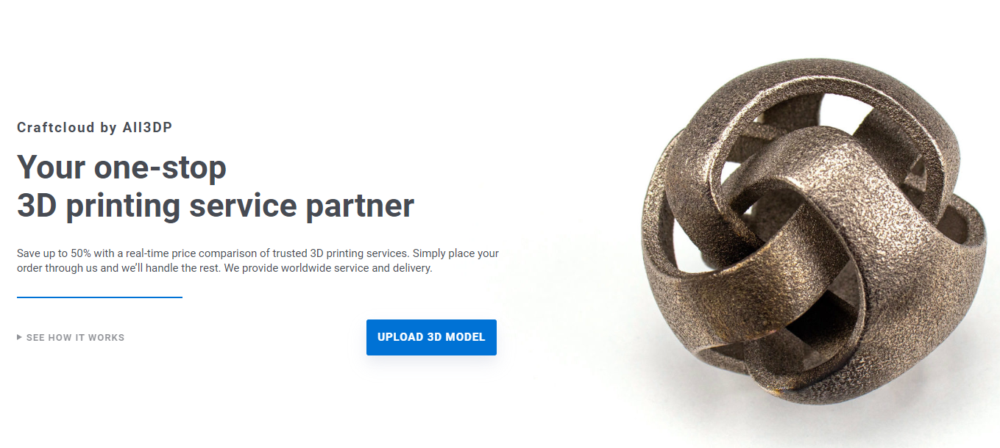 Craftcloud by All3DP
Your one-stop
3D printing service partner
Save up to 50% with a real-time price comparison of trusted 3D printing services. Simply place your
order through us and we’ll handle the rest. We provide worldwide service and delivery.
SEE HOW IT WORKS
UPLOAD 3D MODEL